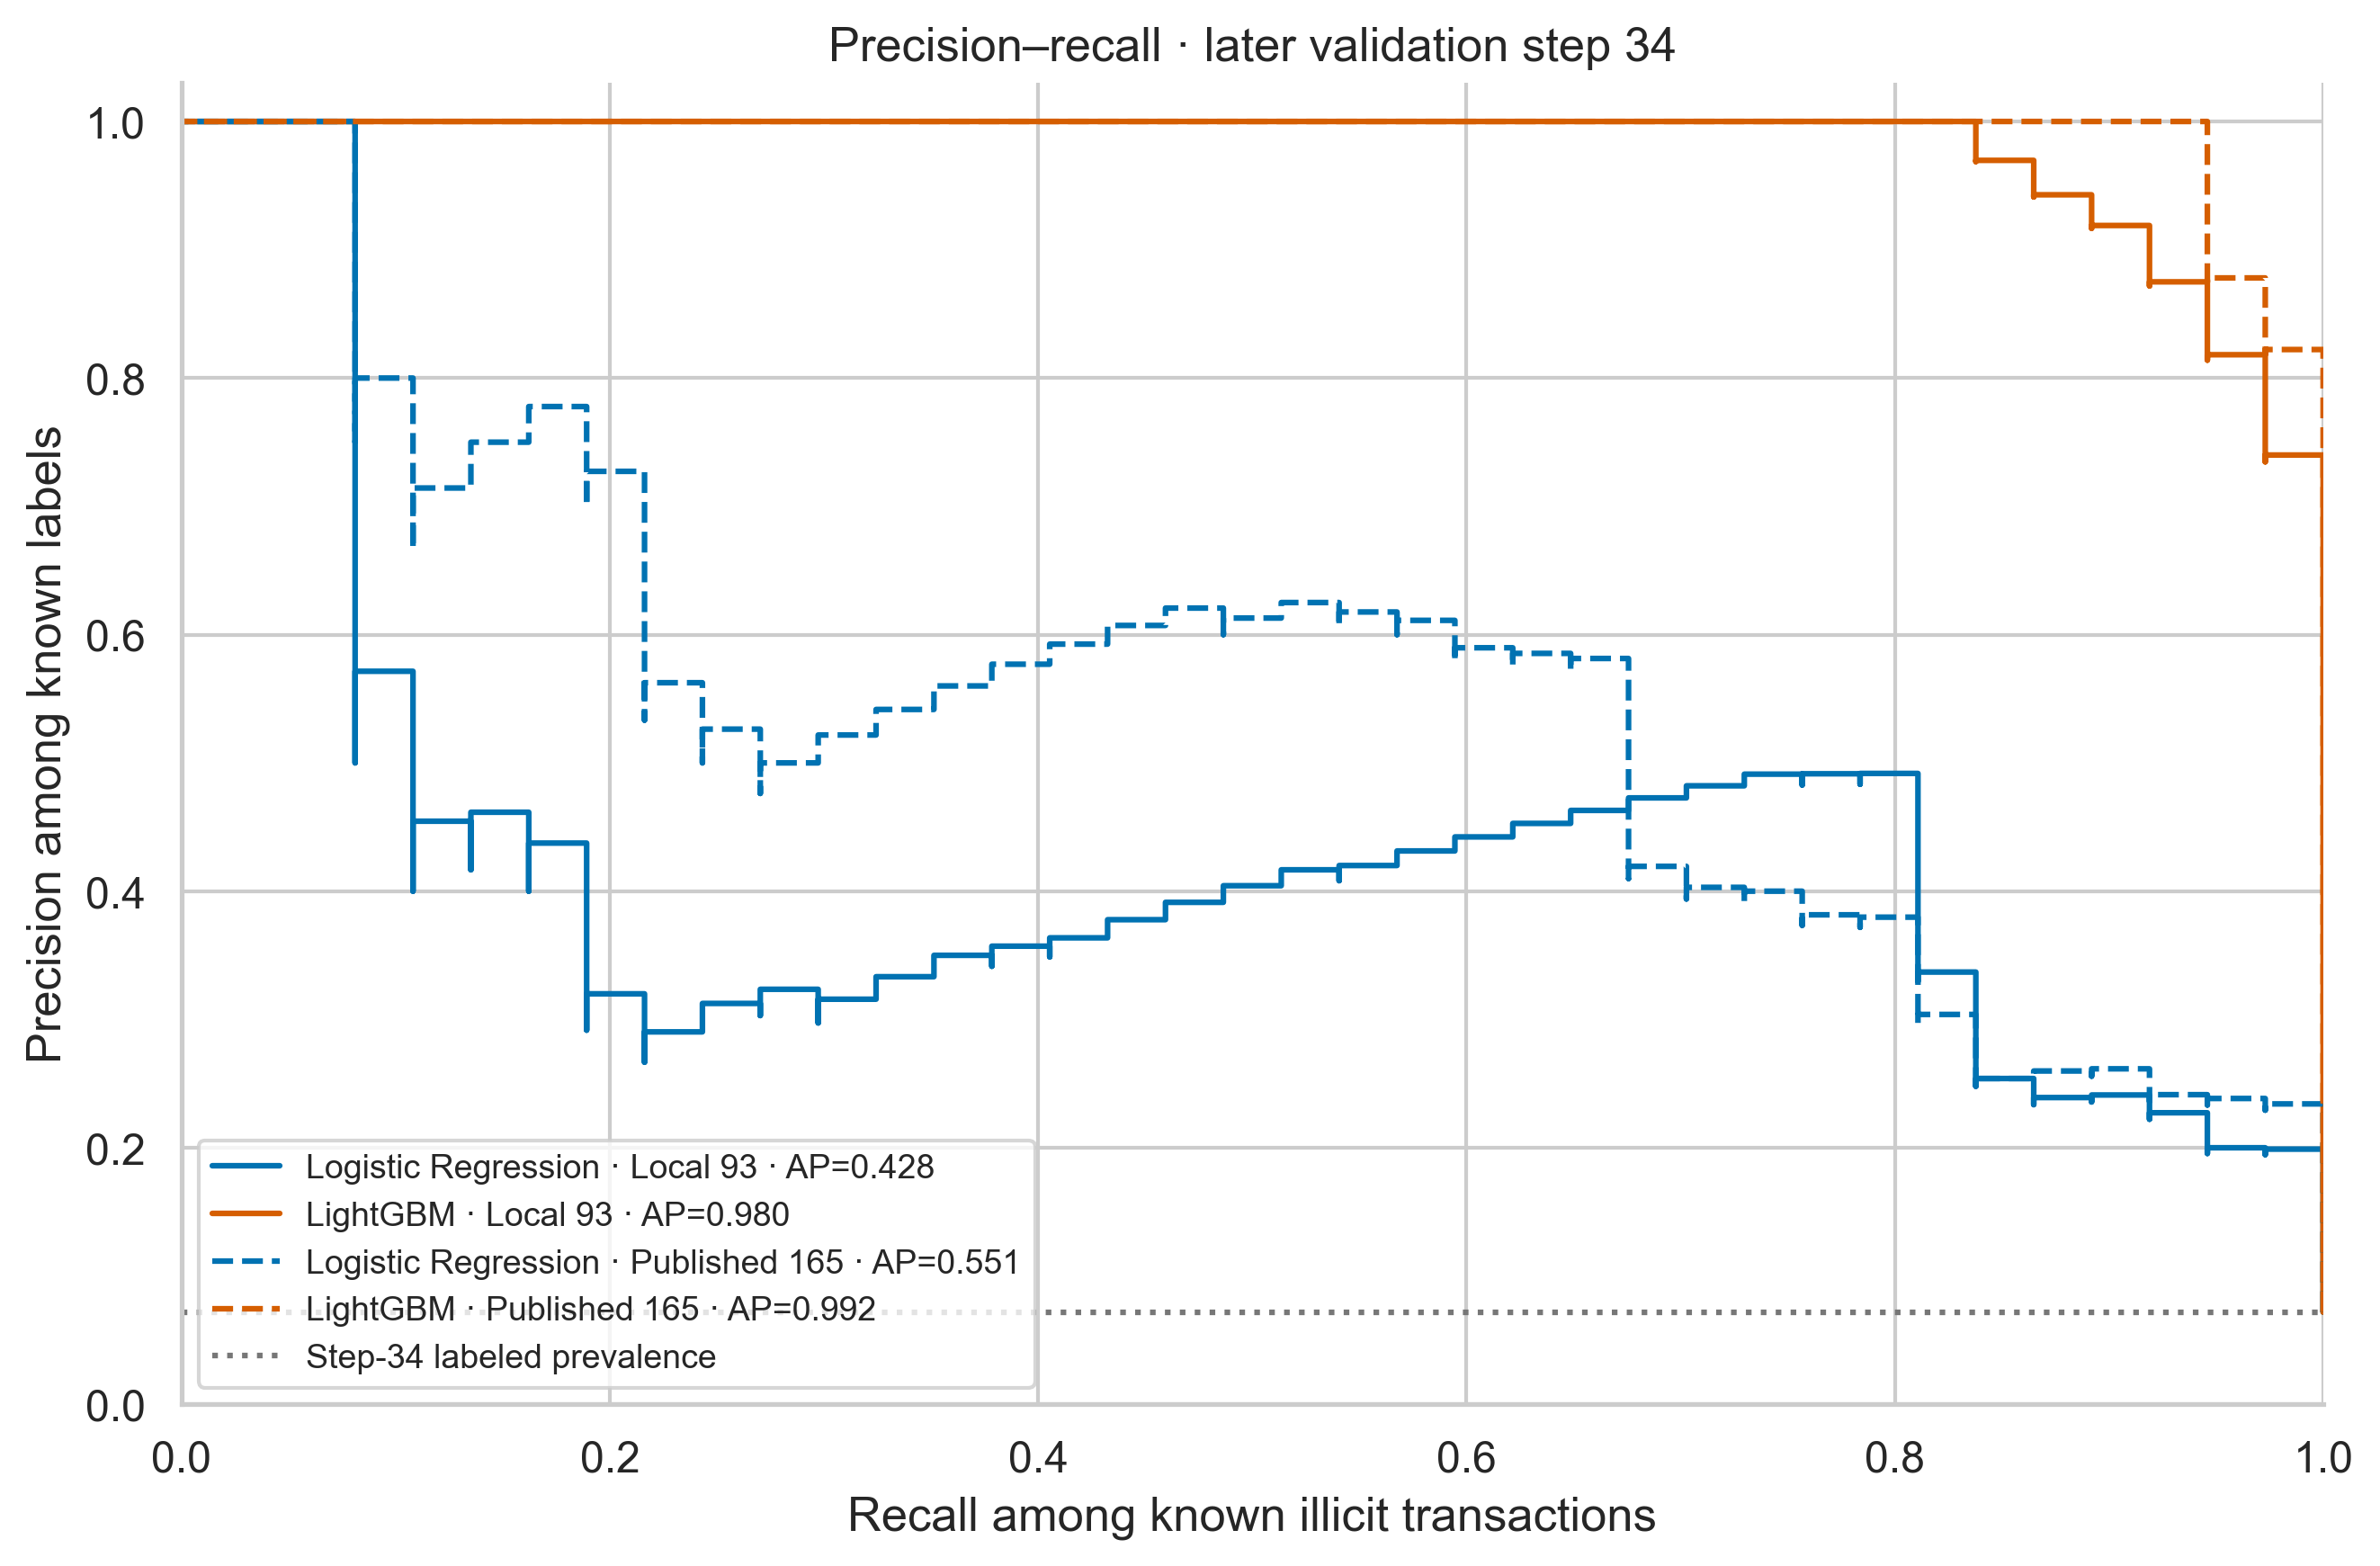 Precision–recall · later validation step 34
Precision among known labels
1.0
0.8
0.6
0.4
0.2
0.0
Logistic Regression · Local 93 · AP=0.428
LightGBM · Local 93 · AP=0.980
Logistic Regression · Published 165 · AP=0.551
LightGBM · Published 165 · AP=0.992
Step-34 labeled prevalence
0.0 0.2 0.4 0.6 0.8 1.0
Recall among known illicit transactions